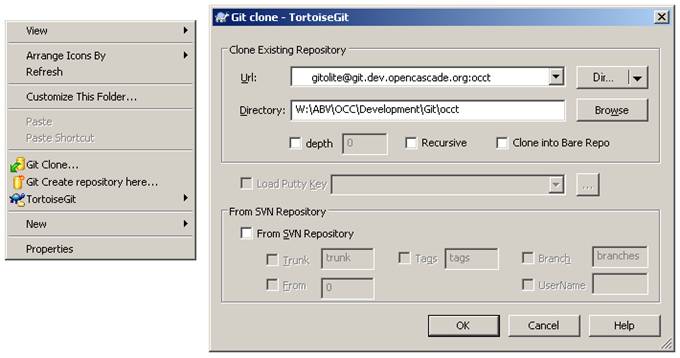 View
Arrange Icons By
Refresh
Customize This Folder...
Paste
Paste Shortcut
Git Clone...
Git Create repository here...
TortoiseGit
New
Properties
Git clone - TortoiseGit
Clone Existing Repository
Url: gitolite@git.dev.opencascade.org:occt Dir...
Directory: W:\ABV\OCC\Development\Git\occt Browse
depth 0 Recursive Clone into Bare Repo
Load Putty Key ...
From SVN Repository
From SVN Repository
Trunk trunk Tags tags Branch branches
From 0 UserName
OK Cancel Help